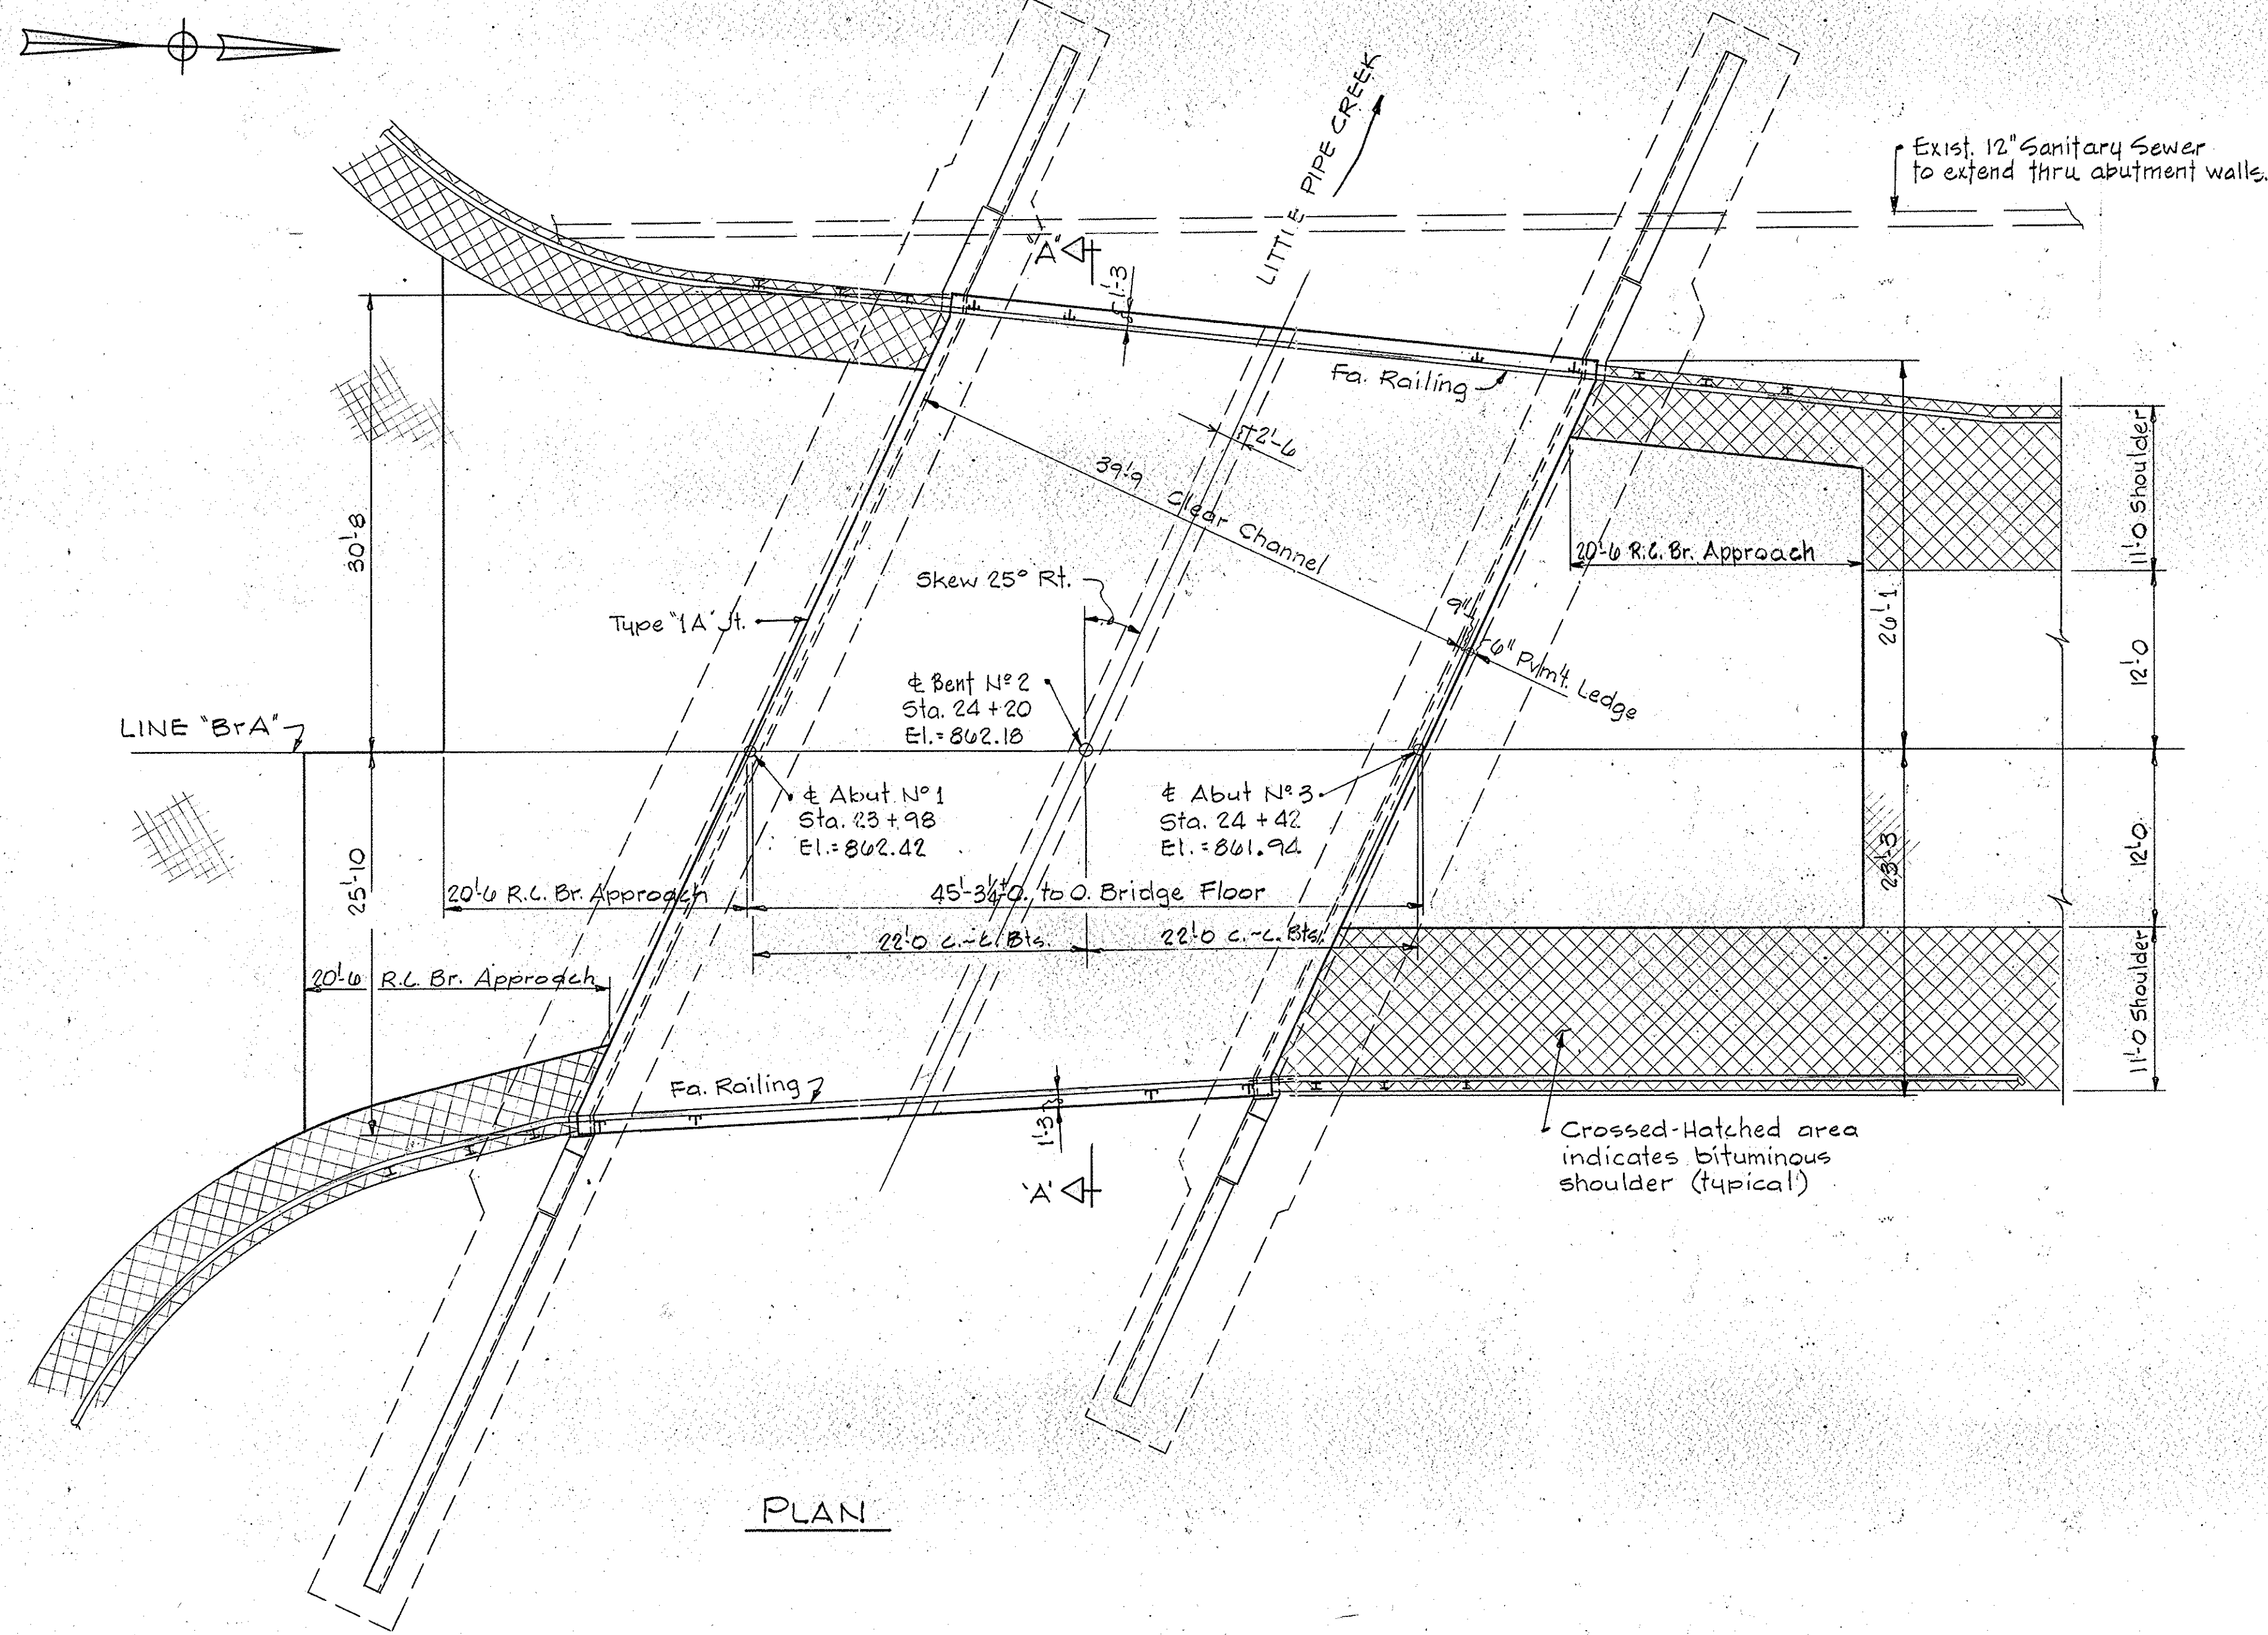 LITTLE PIPE CREEK
Exist. 12" Sanitary Sewer
to extend thru abutment walls.
"A"
1'-3
Fa. Railing
2'-6
39'-9 Clear Channel
30'-8
11'-0 Shoulder
20'-6 R.C. Br. Approach
Skew 25° Rt.
Type "1A" Jt.
26'-1
9"
6" Pvm't. Ledge
12'-0
℄ Bent Nº 2
Sta. 24 + 20
El. = 862.18
LINE "Br A"
℄ Abut. Nº 1
Sta. 23 + 98
El. = 862.42
℄ Abut Nº 3
Sta. 24 + 42
El. = 861.94
12'-0
23'-3
25'-10
20'-6 R.C. Br. Approach
45'-3¼ O. to O. Bridge Floor
22'-0 c.-c. Bts.
22'-0 c.-c. Bts.
20'-6 R.C. Br. Approach
11'-0 Shoulder
Fa. Railing
1'-3
'A'
Crossed-Hatched area
indicates bituminous
shoulder (typical)
PLAN